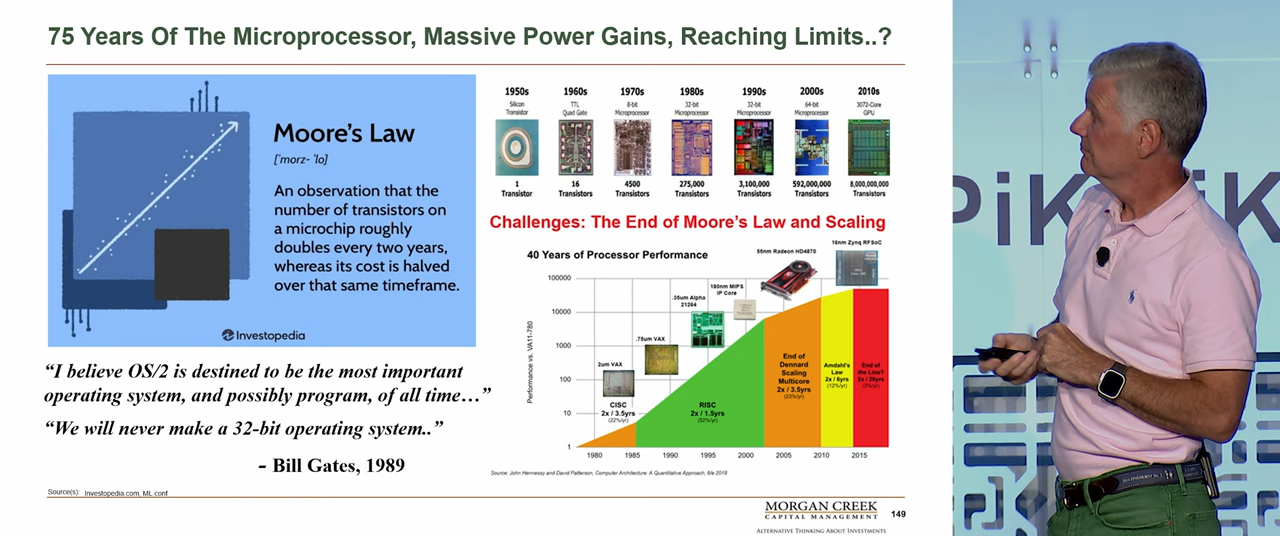 75 Years Of The Microprocessor, Massive Power Gains, Reaching Limits..?
Moore's Law
['morz- 'lo]
An observation that the
number of transistors on
a microchip roughly
doubles every two years,
whereas its cost is halved
over that same timeframe.
Investopedia
"I believe OS/2 is destined to be the most important
operating system, and possibly program, of all time…"
"We will never make a 32-bit operating system.."
- Bill Gates, 1989
1950s 1960s 1970s 1980s 1990s 2000s 2010s
Silicon TTL 8-bit 32-bit 32-bit 64-bit 3072-Core
Transistor Quad Gate Microprocessor Microprocessor Microprocessor Microprocessor GPU
1 16 4500 275,000 3,100,000 592,000,000 8,000,000,000
Transistor Transistors Transistors Transistors Transistors Transistors Transistors
Challenges: The End of Moore's Law and Scaling
40 Years of Processor Performance
Performance vs. VAX11-780
100000
10000
1000
100
10
1
1980 1985 1990 1995 2000 2005 2010 2015
2um VAX
.75um VAX
.35um Alpha
21264
180nm MIPS
IP Core
55nm Radeon HD4870
16nm Zynq RFSoC
CISC
2x / 3.5yrs
(22%/yr)
RISC
2x / 1.5yrs
(52%/yr)
End of
Dennard
Scaling
Multicore
2x / 3.5yrs
(23%/yr)
Amdahl's
Law
2x / 6yrs
(12%/yr)
End of
the Line?
2x / 20yrs
(3%/yr)
Source: John Hennessy and David Patterson, Computer Architecture: A Quantitative Approach, 6/e 2018
Source(s): Investopedia.com, ML conf
MORGAN CREEK
CAPITAL MANAGEMENT
ALTERNATIVE THINKING ABOUT INVESTMENTS
149